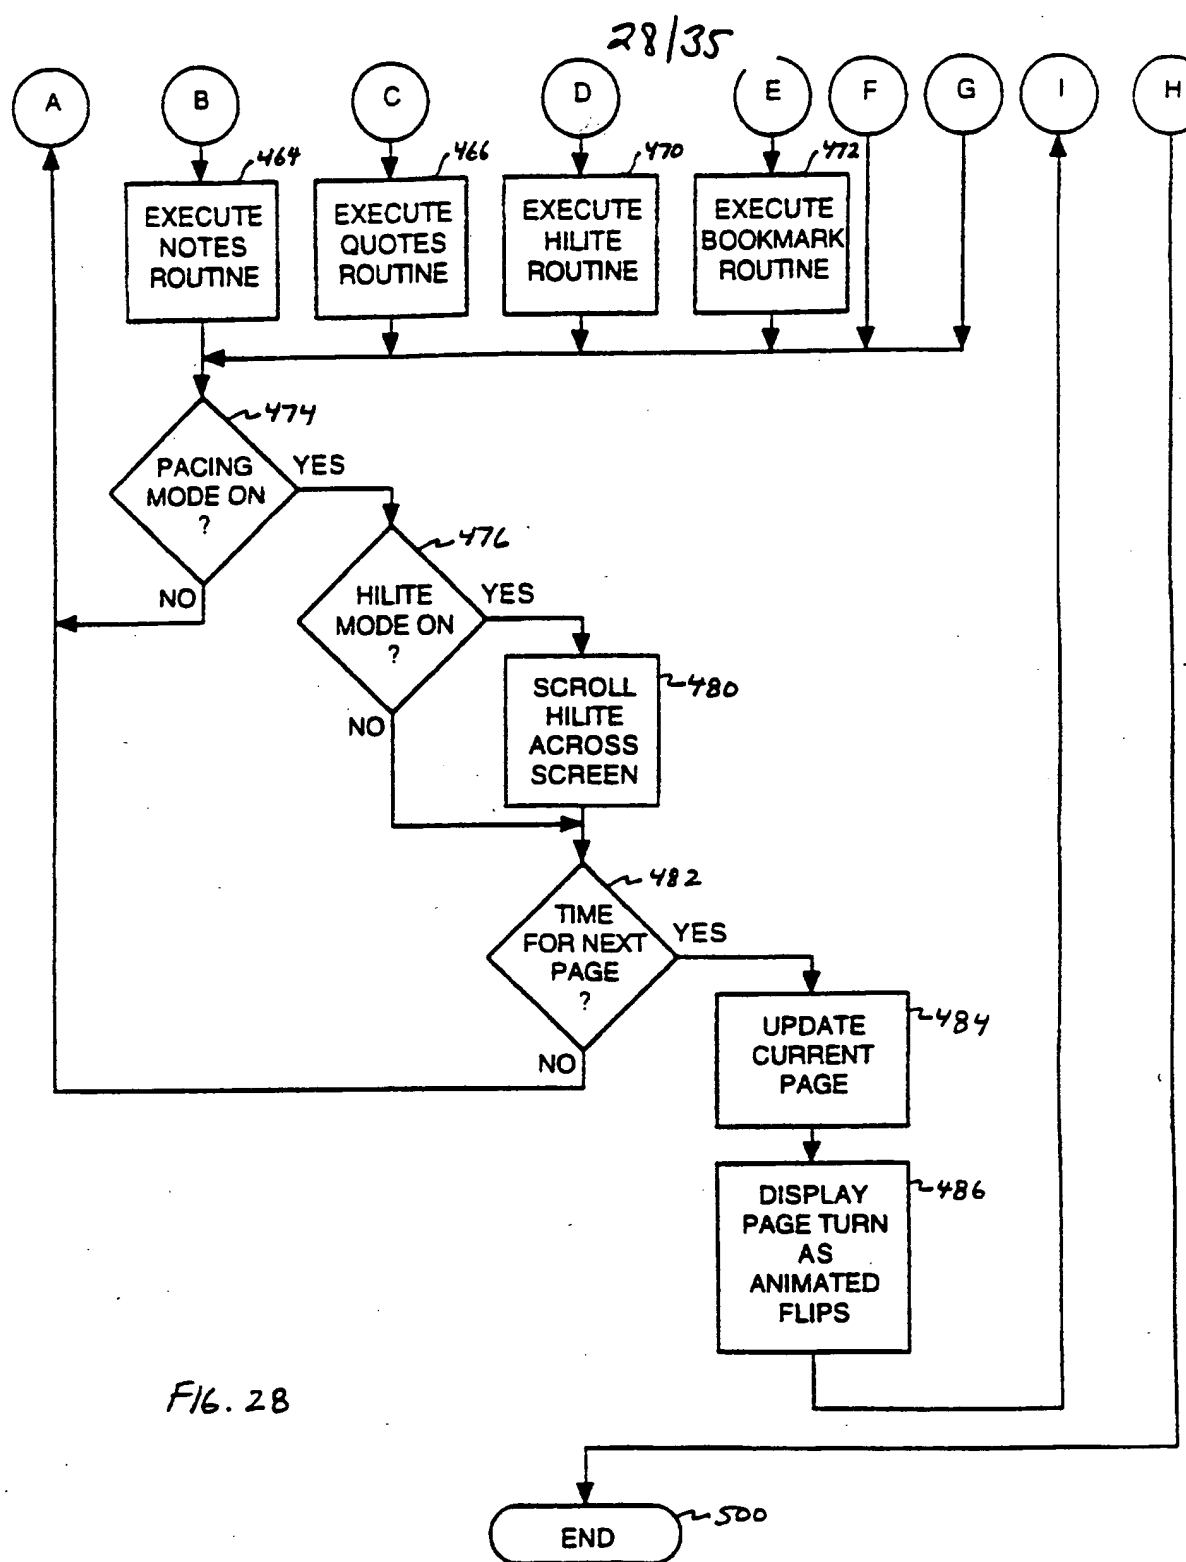 28/35
A
B
C
D
E
F
G
I
H
464
466
470
472
EXECUTE
NOTES
ROUTINE
EXECUTE
QUOTES
ROUTINE
EXECUTE
HILITE
ROUTINE
EXECUTE
BOOKMARK
ROUTINE
474
PACING
MODE ON
?
YES
NO
476
HILITE
MODE ON
?
YES
NO
480
SCROLL
HILITE
ACROSS
SCREEN
482
TIME
FOR NEXT
PAGE
?
YES
NO
484
UPDATE
CURRENT
PAGE
486
DISPLAY
PAGE TURN
AS
ANIMATED
FLIPS
FIG. 28
500
END